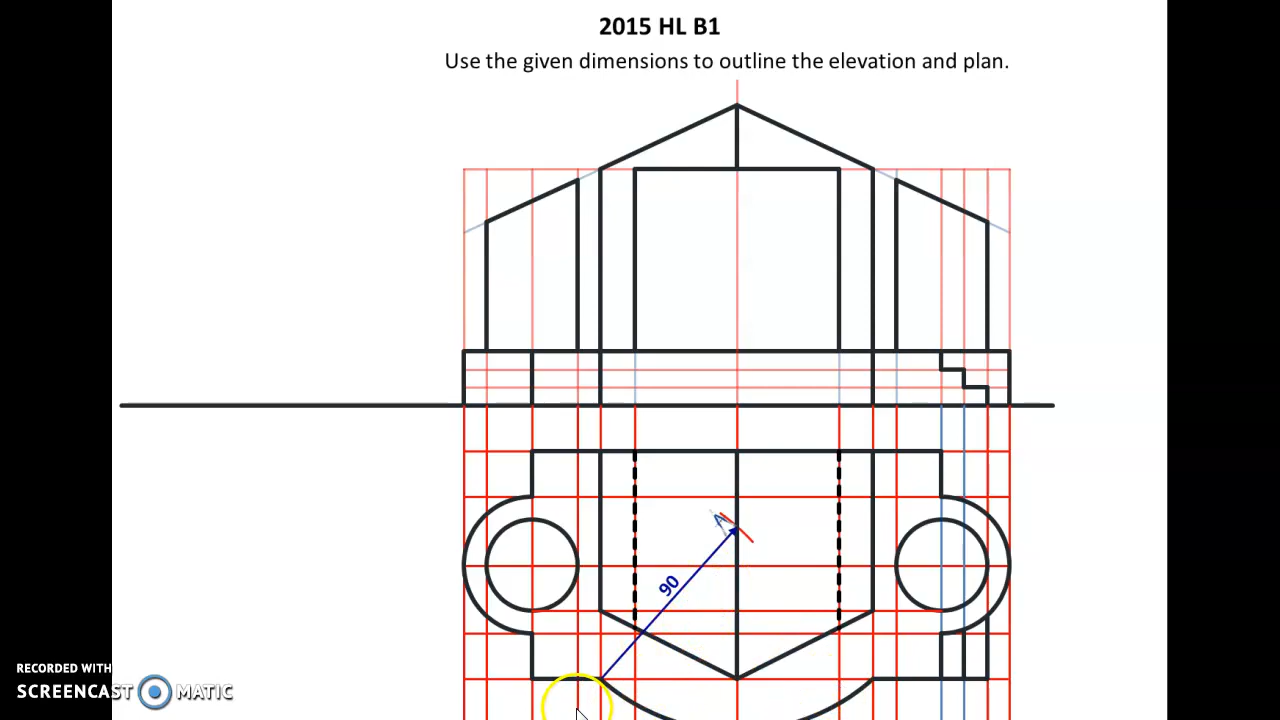 2015 HL B1
Use the given dimensions to outline the elevation and plan.
A
90
RECORDED WITH
SCREENCAST MATIC